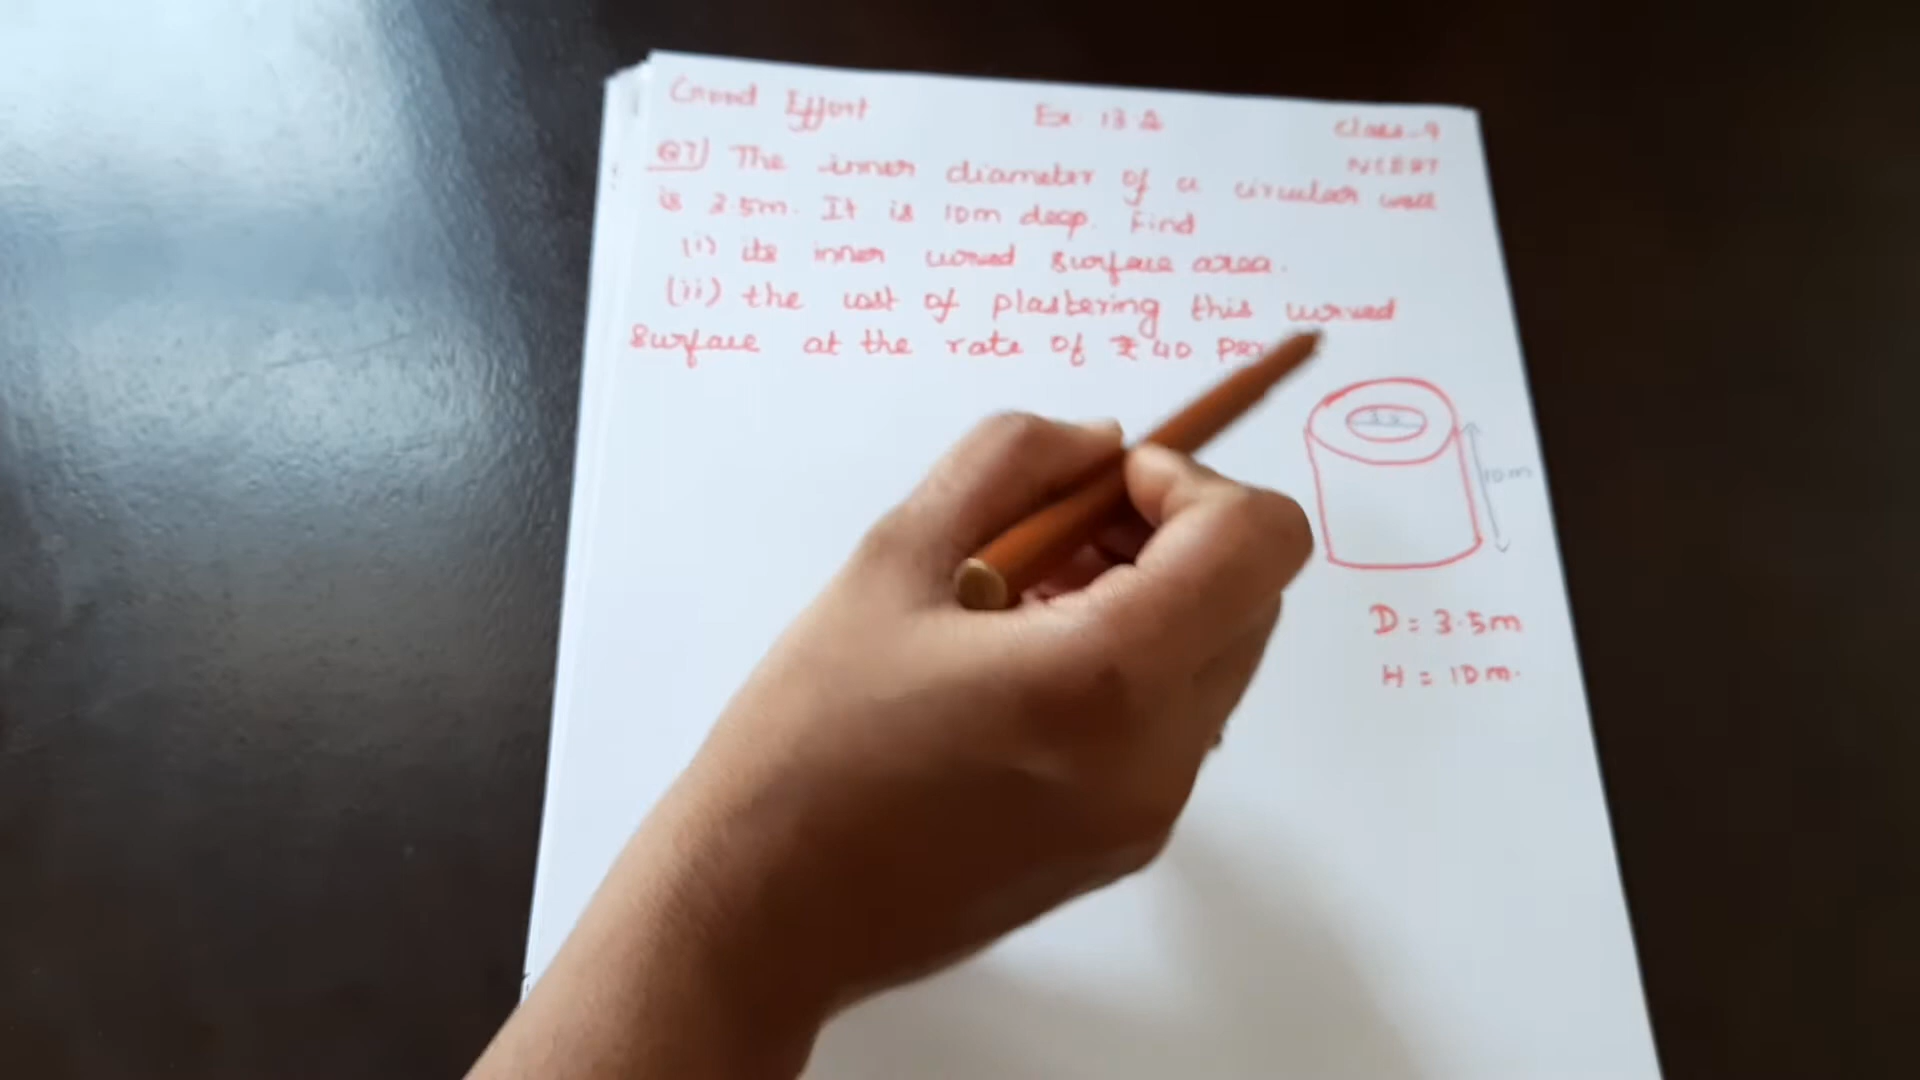 Good Effort Ex 13.2 Class-9
NCERT
Q7) The inner diameter of a circular well
is 3.5m. It is 10m deep. Find
(i) its inner curved surface area.
(ii) the cost of plastering this curved
surface at the rate of ₹ 40 per
10m
D = 3.5m
H = 10m.